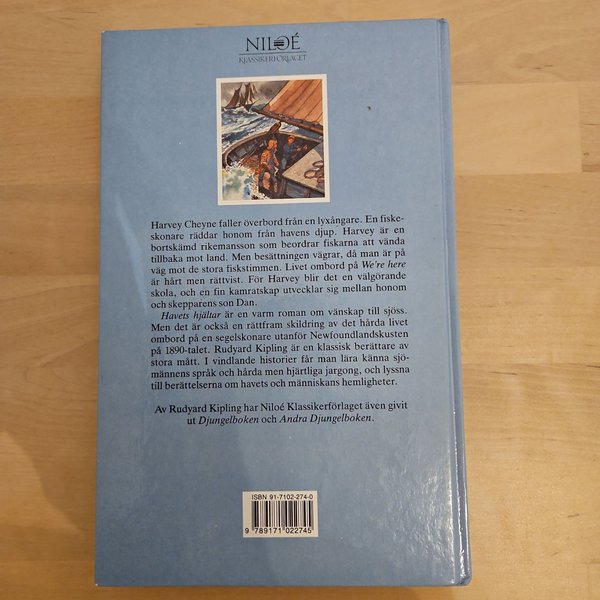 NILOÉ
KLASSIKERFÖRLAGET
Harvey Cheyne faller överbord från en lyxångare. En fiske-
skonare räddar honom från havens djup. Harvey är en
bortskämd rikemansson som beordrar fiskarna att vända
tillbaka mot land. Men besättningen vägrar, då man är på
väg mot de stora fiskstimmen. Livet ombord på We're here
är hårt men rättvist. För Harvey blir det en välgörande
skola, och en fin kamratskap utvecklar sig mellan honom
och skepparens son Dan.
Havets hjältar är en varm roman om vänskap till sjöss.
Men det är också en rättfram skildring av det hårda livet
ombord på en segelskonare utanför Newfoundlandskusten
på 1890-talet. Rudyard Kipling är en klassisk berättare av
stora mått. I vindlande historier får man lära känna sjö-
männens språk och hårda men hjärtliga jargong, och lyssna
till berättelserna om havets och människans hemligheter.
Av Rudyard Kipling har Niloé Klassikerförlaget även givit
ut Djungelboken och Andra Djungelboken.
ISBN 91-7102-274-0
9 789171 022745